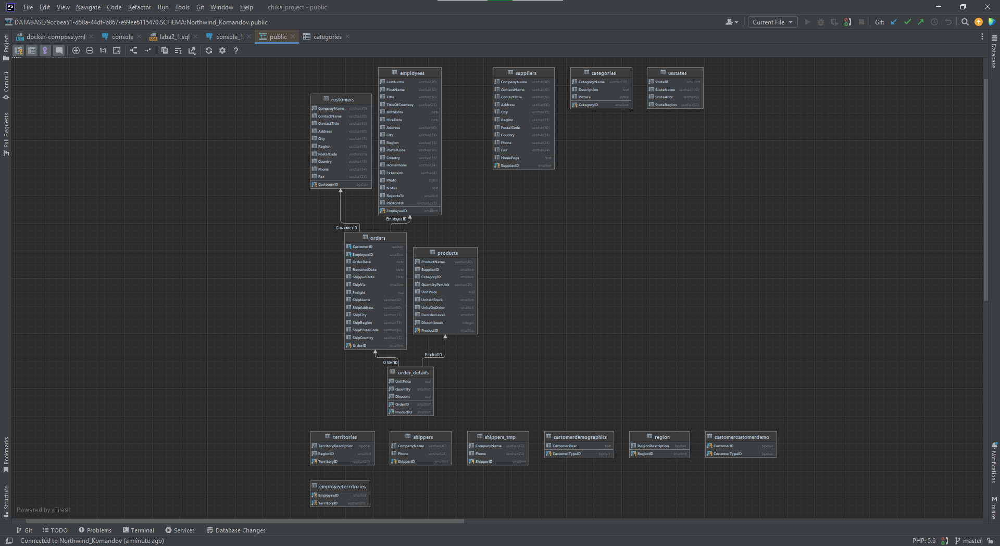 PS File Edit View Navigate Code Refactor Run Tools Git Window Help chika_project - public
DATABASE/9ccbea51-d58a-44df-b067-e99ee6115470.SCHEMA:Northwind_Komandov.public
Current File
Git:
docker-compose.yml
console
laba2_1.sql
console_1
public
categories
1:1
?
Project
Commit
Pull Requests
Bookmarks
Structure
Database
Notifications
M make
customers
CompanyName varchar(40)
ContactName varchar(30)
ContactTitle varchar(30)
Address varchar(60)
City varchar(15)
Region varchar(15)
PostalCode varchar(10)
Country varchar(15)
Phone varchar(24)
Fax varchar(24)
CustomerID bpchar
employees
LastName varchar(20)
FirstName varchar(10)
Title varchar(30)
TitleOfCourtesy varchar(25)
BirthDate date
HireDate date
Address varchar(60)
City varchar(15)
Region varchar(15)
PostalCode varchar(10)
Country varchar(15)
HomePhone varchar(24)
Extension varchar(4)
Photo bytea
Notes text
ReportsTo smallint
PhotoPath varchar(255)
EmployeeID smallint
suppliers
CompanyName varchar(40)
ContactName varchar(30)
ContactTitle varchar(30)
Address varchar(60)
City varchar(15)
Region varchar(15)
PostalCode varchar(10)
Country varchar(15)
Phone varchar(24)
Fax varchar(24)
HomePage text
SupplierID smallint
categories
CategoryName varchar(15)
Description text
Picture bytea
CategoryID smallint
usstates
StateID smallint
StateName varchar(100)
StateAbbr varchar(2)
StateRegion varchar(50)
EmployeeID
CustomerID
orders
CustomerID bpchar
EmployeeID smallint
OrderDate date
RequiredDate date
ShippedDate date
ShipVia smallint
Freight real
ShipName varchar(40)
ShipAddress varchar(60)
ShipCity varchar(15)
ShipRegion varchar(15)
ShipPostalCode varchar(10)
ShipCountry varchar(15)
OrderID smallint
products
ProductName varchar(40)
SupplierID smallint
CategoryID smallint
QuantityPerUnit varchar(20)
UnitPrice real
UnitsInStock smallint
UnitsOnOrder smallint
ReorderLevel smallint
Discontinued integer
ProductID smallint
ProductID
OrderID
order_details
UnitPrice real
Quantity smallint
Discount real
OrderID smallint
ProductID smallint
territories
TerritoryDescription bpchar
RegionID smallint
TerritoryID varchar(20)
shippers
CompanyName varchar(40)
Phone varchar(24)
ShipperID smallint
shippers_tmp
CompanyName varchar(40)
Phone varchar(24)
ShipperID smallint
customerdemographics
CustomerDesc text
CustomerTypeID bpchar
region
RegionDescription bpchar
RegionID smallint
customercustomerdemo
CustomerID bpchar
CustomerTypeID bpchar
employeeterritories
EmployeeID smallint
TerritoryID varchar(20)
Powered by yFiles
Git TODO Problems Terminal Services Database Changes
Connected to Northwind_Komandov (a minute ago)
PHP: 5.6
master